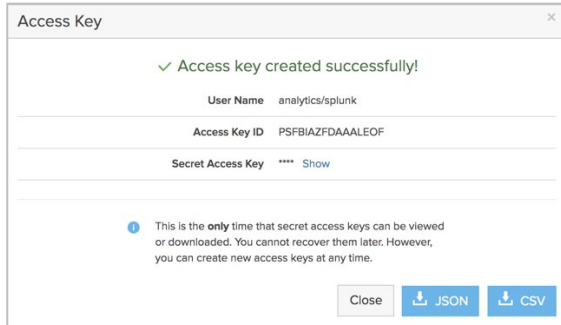 Access Key ×
✓ Access key created successfully!
User Name analytics/splunk
Access Key ID PSFBIAZFDAAALEOF
Secret Access Key **** Show
This is the only time that secret access keys can be viewed
or downloaded. You cannot recover them later. However,
you can create new access keys at any time.
Close JSON CSV